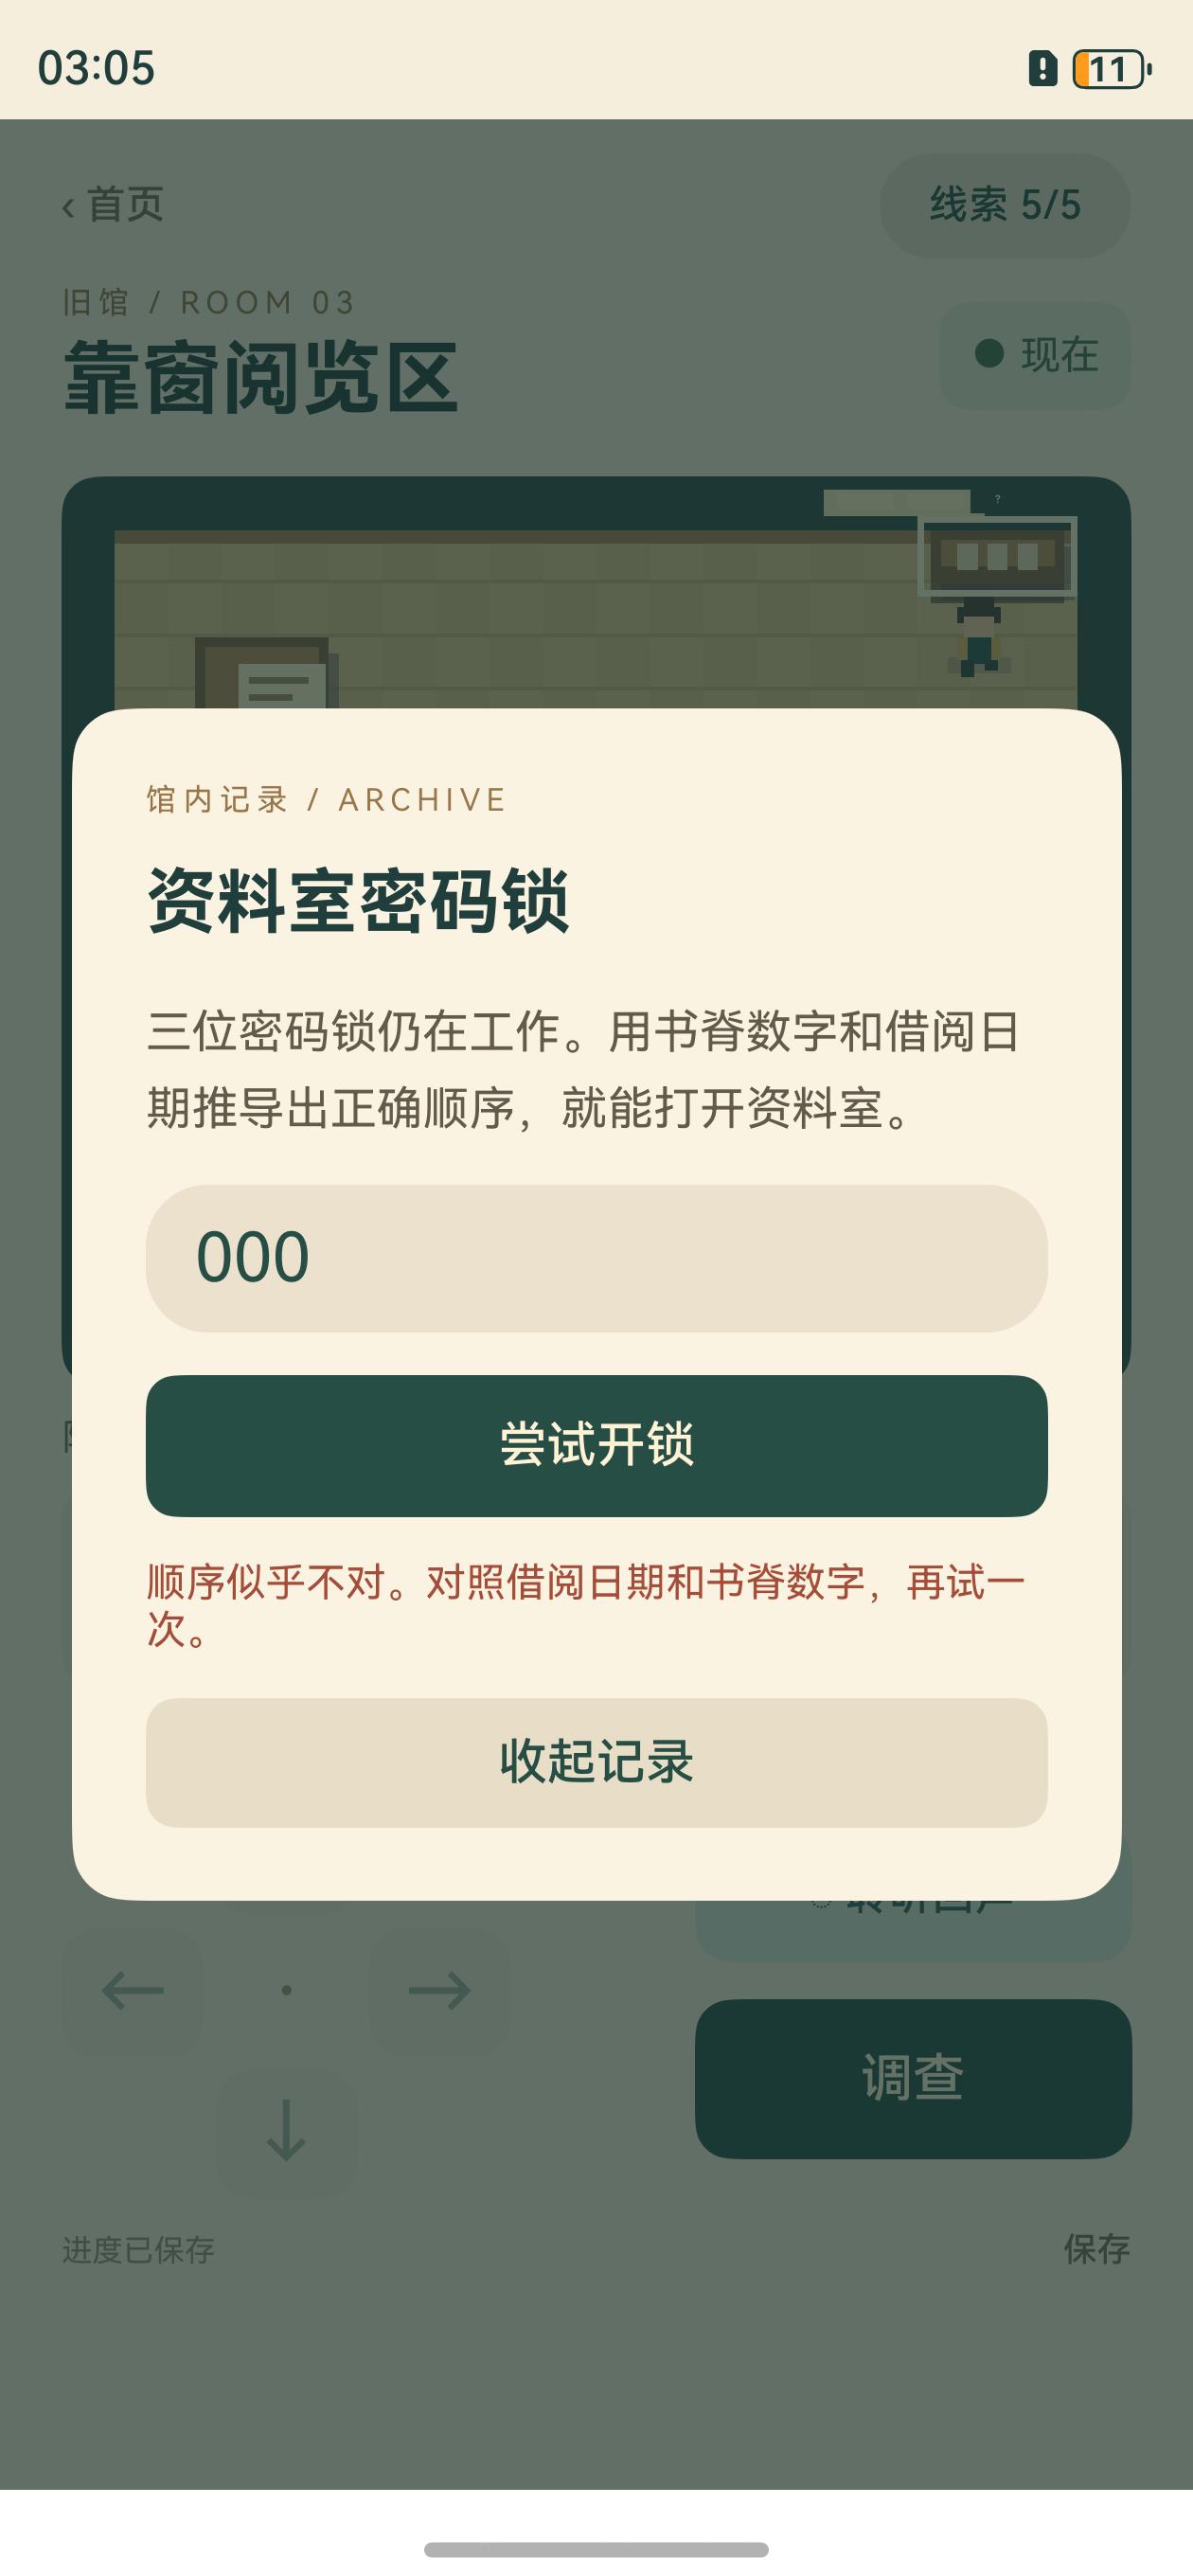 03:05
11
‹ 首页
线索 5/5
旧馆 / ROOM 03
靠窗阅览区
现在
?
馆内记录 / ARCHIVE
资料室密码锁
三位密码锁仍在工作。用书脊数字和借阅日
期推导出正确顺序，就能打开资料室。
000
尝试开锁
顺序似乎不对。对照借阅日期和书脊数字，再试一
次。
收起记录
调查
进度已保存
保存